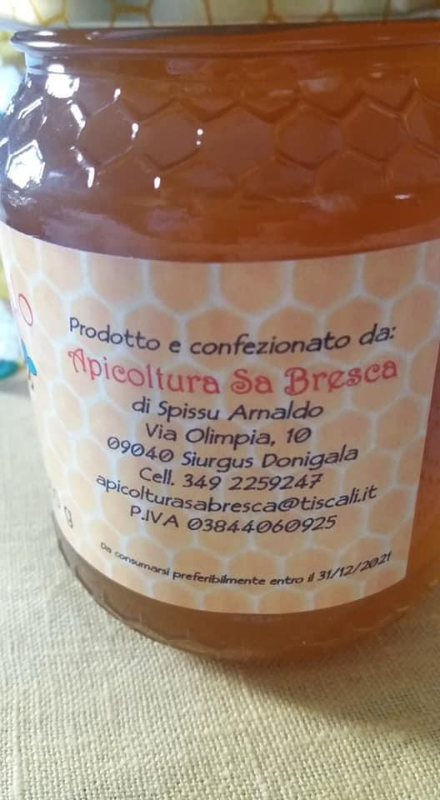 Prodotto e confezionato da:
Apicoltura Sa Bresca
di Spissu Arnaldo
Via Olimpia, 10
09040 Siurgus Donigala
Cell. 349 2259247
apicolturasabresca@tiscali.it
P.IVA 03844060925
Da consumarsi preferibilmente entro il 31/12/2021